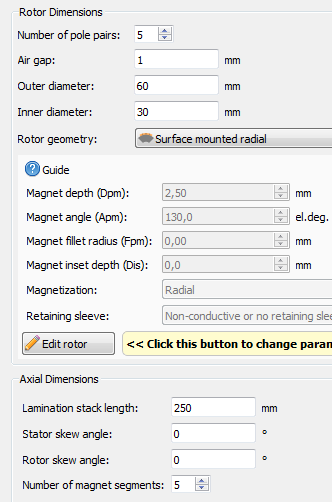 Rotor Dimensions
Number of pole pairs: 5
Air gap: 1 mm
Outer diameter: 60 mm
Inner diameter: 30 mm
Rotor geometry: Surface mounted radial
Guide
Magnet depth (Dpm): 2,50 mm
Magnet angle (Apm): 130,0 el.deg.
Magnet fillet radius (Fpm): 0,00 mm
Magnet inset depth (Dis): 0,0 mm
Magnetization: Radial
Retaining sleeve: Non-conductive or no retaining slee
Edit rotor << Click this button to change param
Axial Dimensions
Lamination stack length: 250 mm
Stator skew angle: 0 °
Rotor skew angle: 0 °
Number of magnet segments: 5